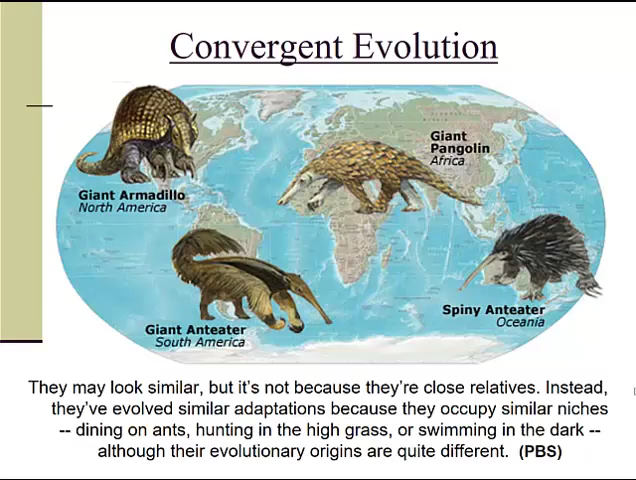 Convergent Evolution
Giant
Pangolin
Africa
Giant Armadillo
North America
Spiny Anteater
Oceania
Giant Anteater
South America
They may look similar, but it's not because they're close relatives. Instead,
they've evolved similar adaptations because they occupy similar niches
-- dining on ants, hunting in the high grass, or swimming in the dark --
although their evolutionary origins are quite different. (PBS)